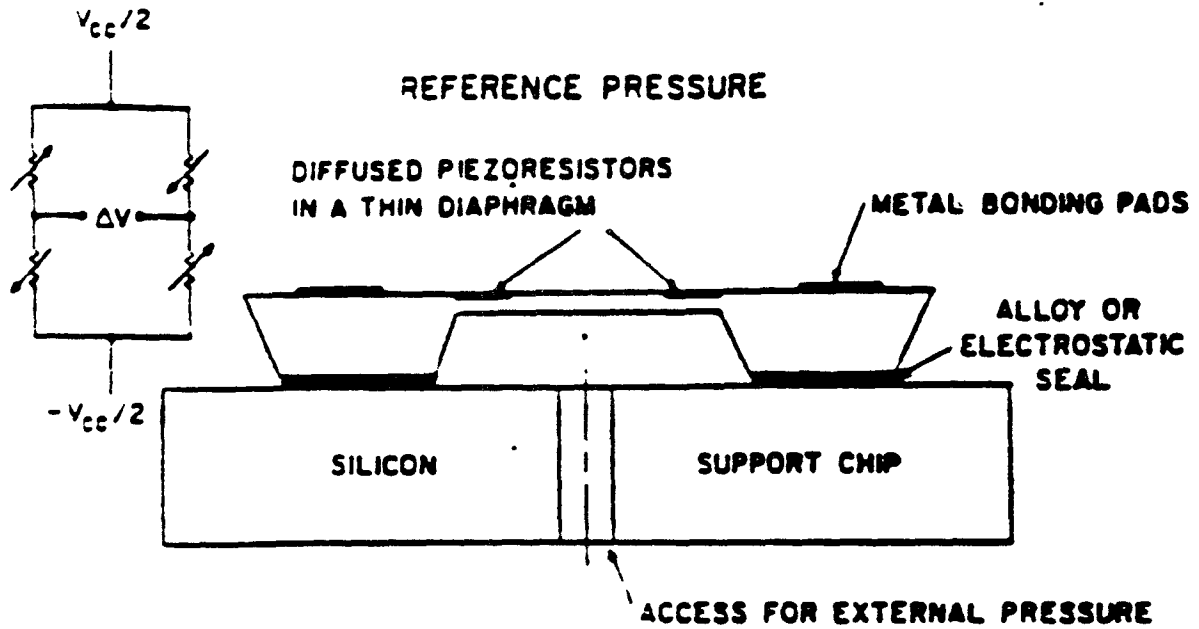 V_CC/2
REFERENCE PRESSURE
DIFFUSED PIEZORESISTORS
IN A THIN DIAPHRAGM
METAL BONDING PADS
ΔV
ALLOY OR
ELECTROSTATIC
SEAL
-V_CC/2
SILICON
SUPPORT CHIP
ACCESS FOR EXTERNAL PRESSURE